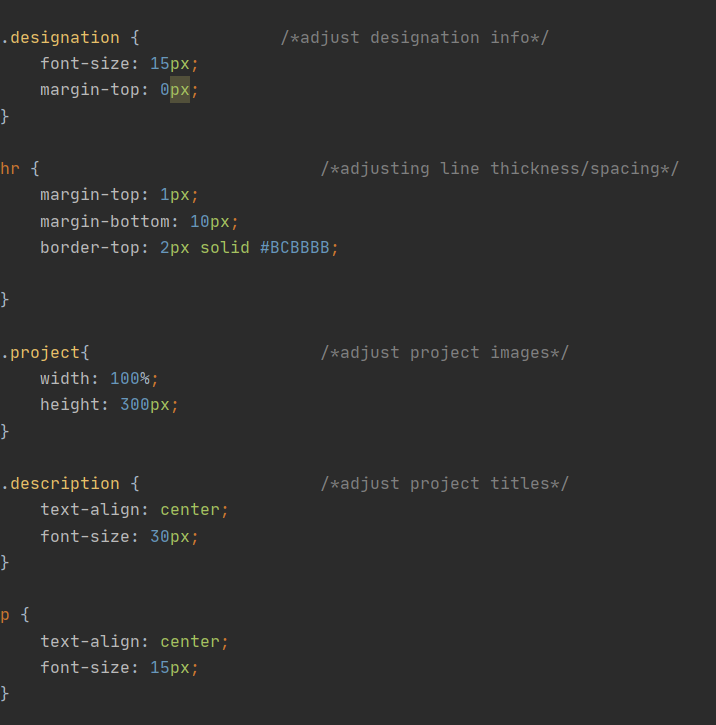 .designation {              /*adjust designation info*/
    font-size: 15px;
    margin-top: 0px;
}
hr {                            /*adjusting line thickness/spacing*/
    margin-top: 1px;
    margin-bottom: 10px;
    border-top: 2px solid #BCBBBB;
}
.project{                       /*adjust project images*/
    width: 100%;
    height: 300px;
}
.description {                  /*adjust project titles*/
    text-align: center;
    font-size: 30px;
}
p {
    text-align: center;
    font-size: 15px;
}